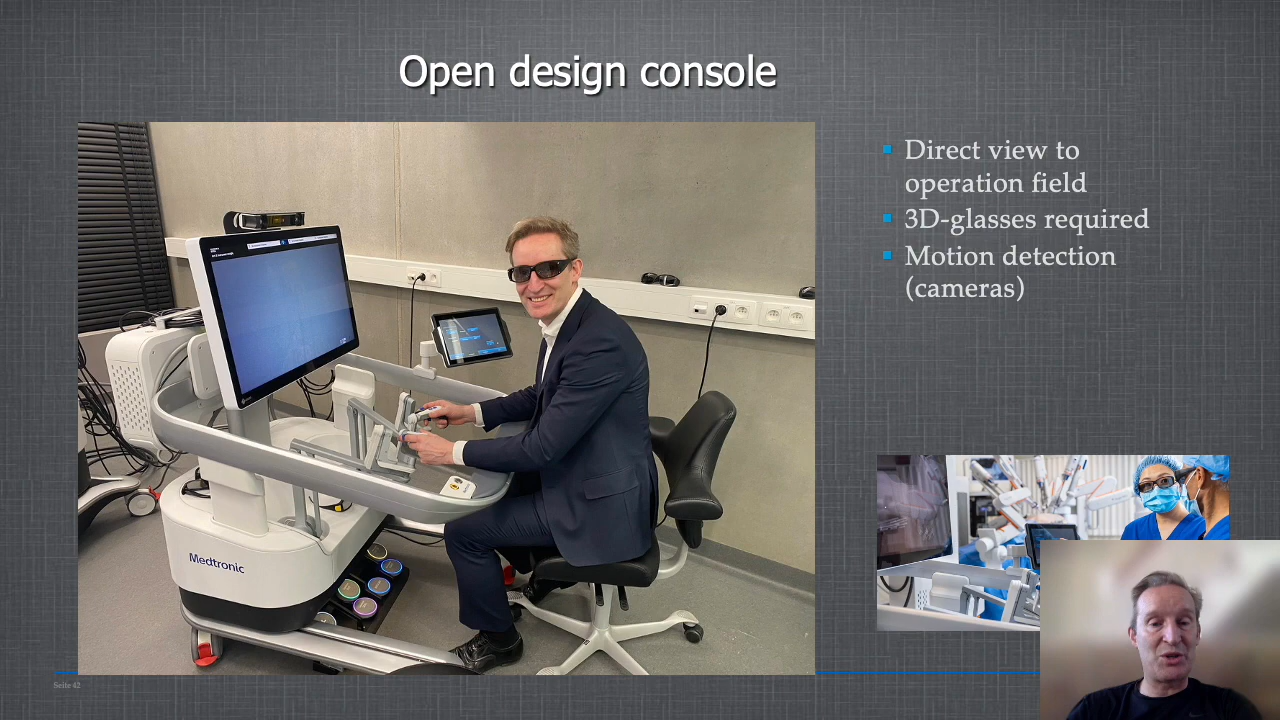 Open design console
Direct view to
operation field
3D-glasses required
Motion detection
(cameras)
Medtronic
Seite 42